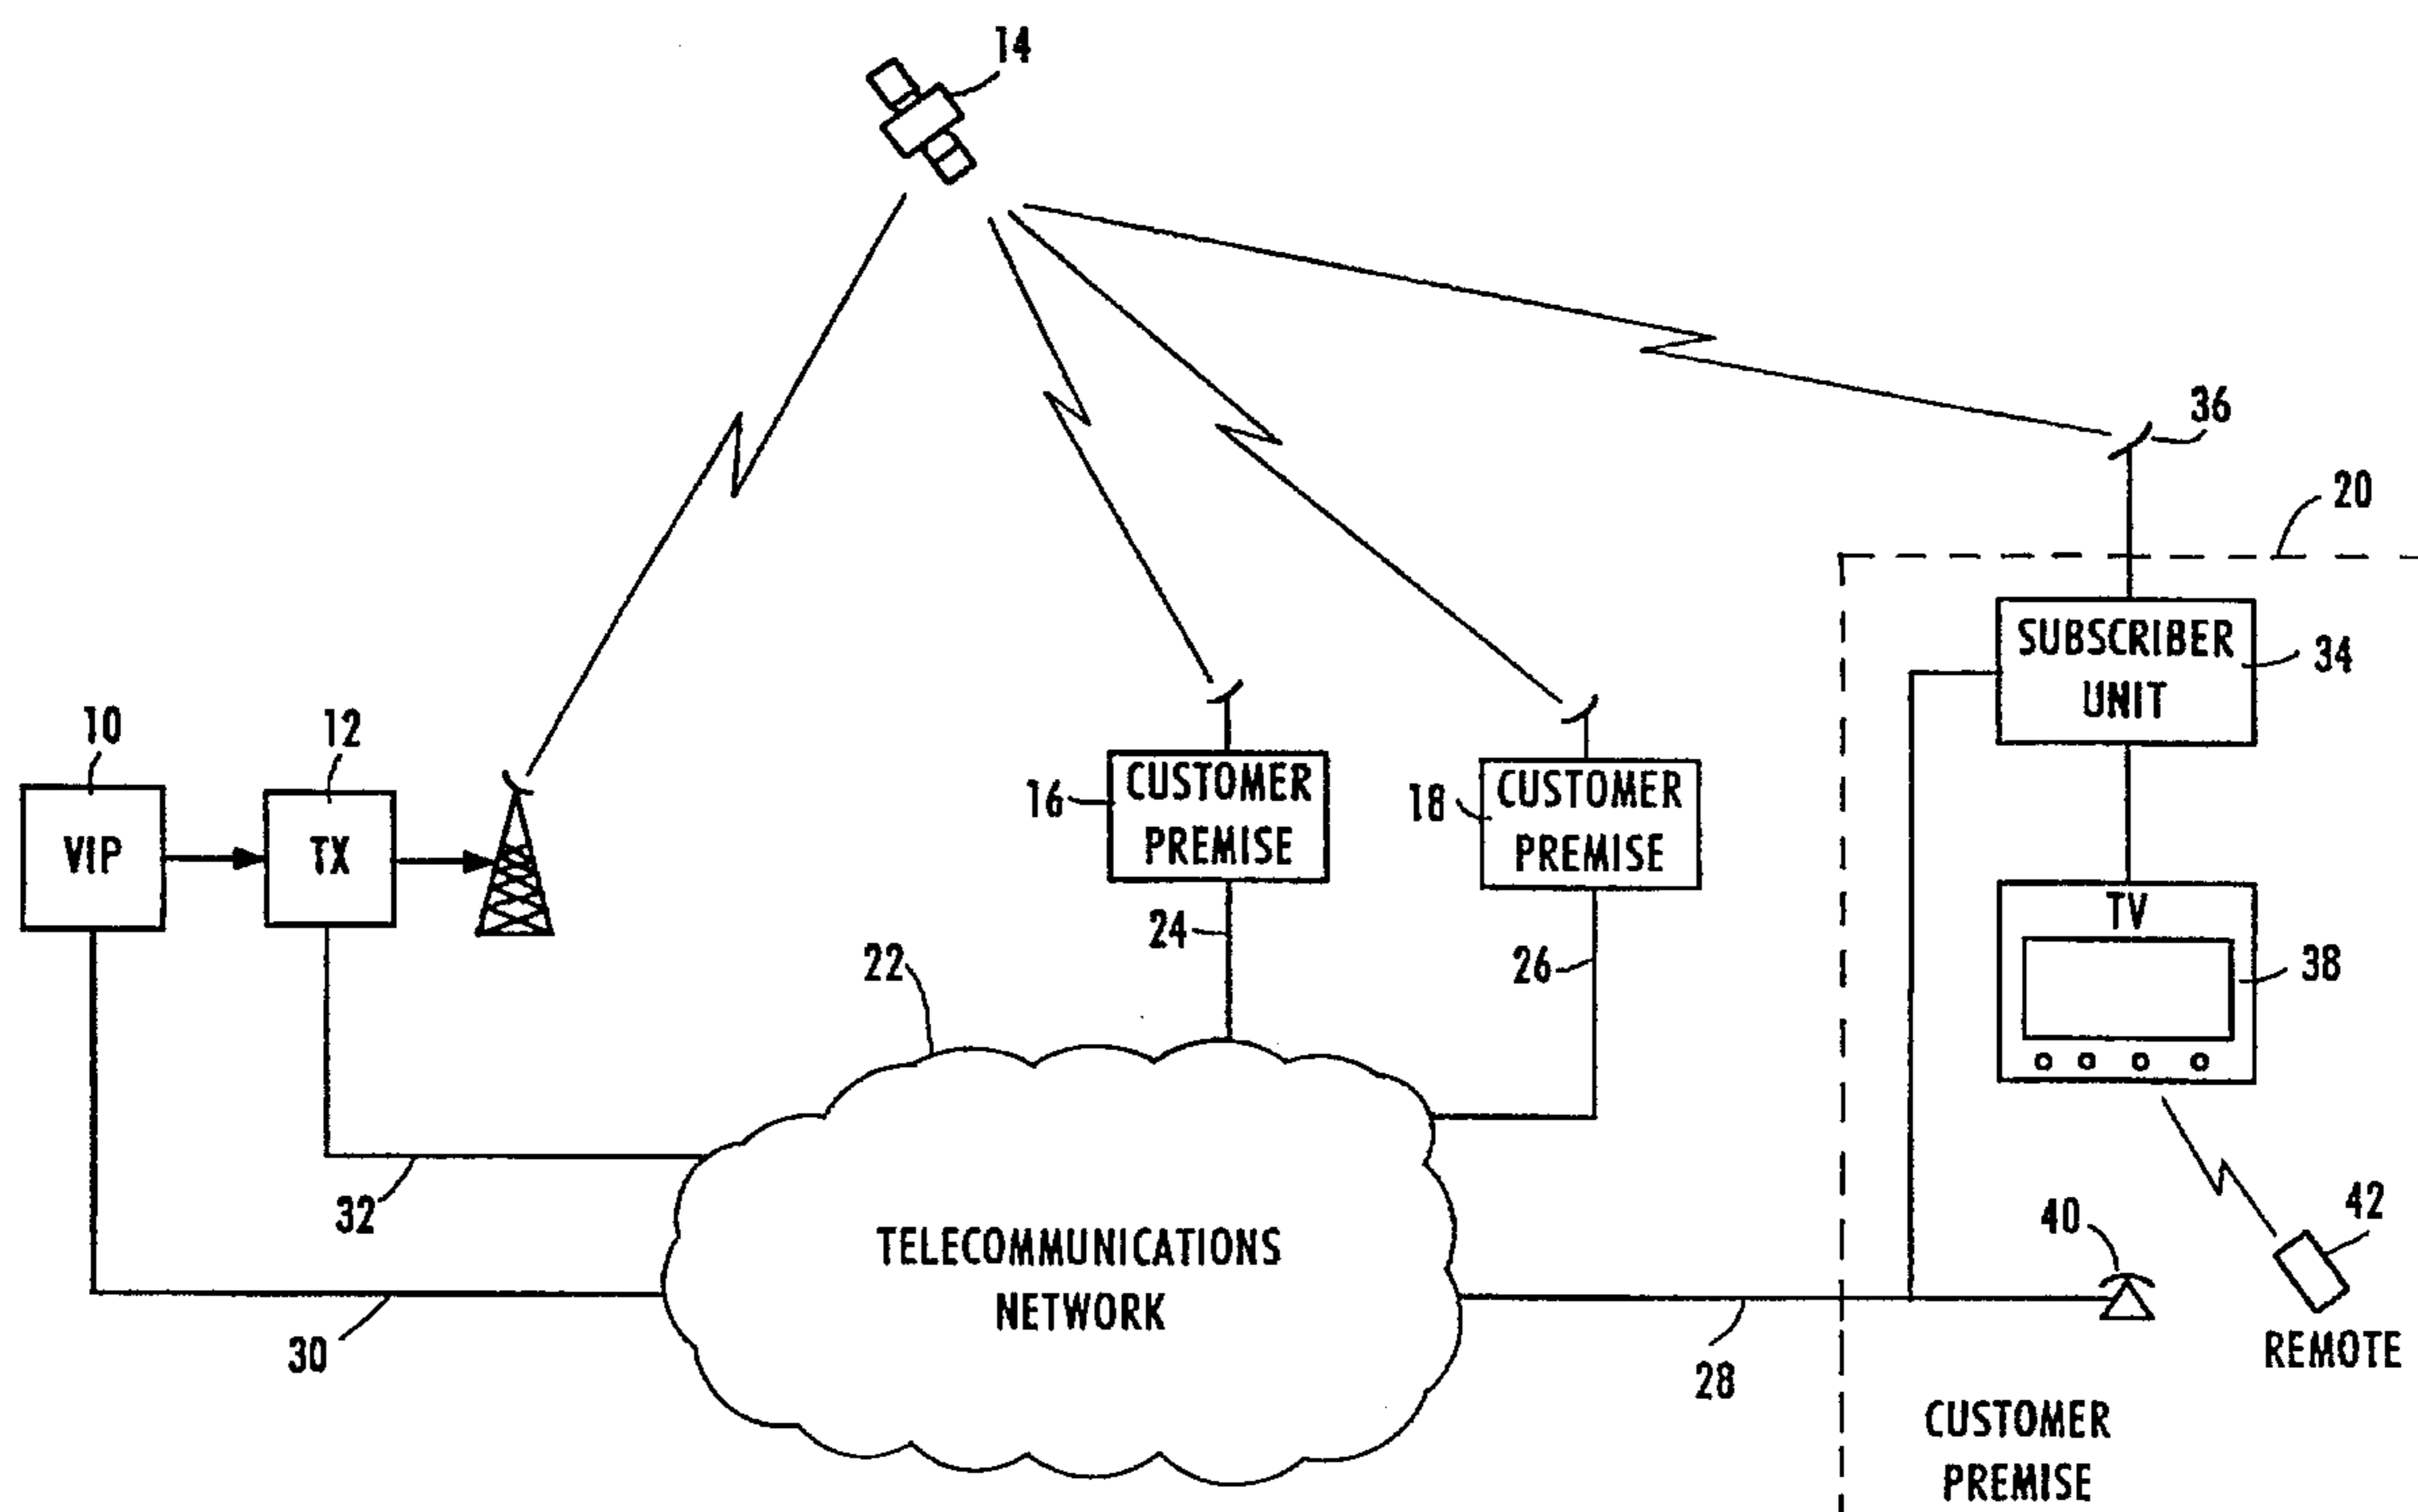 14
36
20
SUBSCRIBER
UNIT
34
10
12
VIP
TX
16
CUSTOMER
PREMISE
18
CUSTOMER
PREMISE
TV
38
24
22
26
32
40
42
TELECOMMUNICATIONS
NETWORK
30
28
REMOTE
CUSTOMER
PREMISE